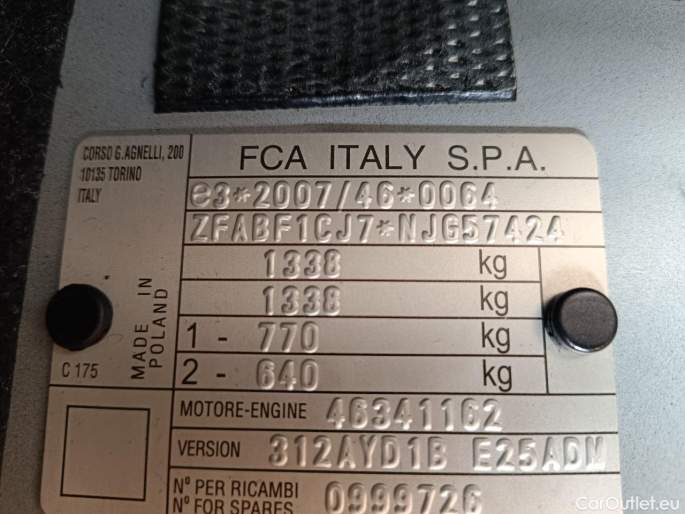 CORSO G. AGNELLI, 200
10135 TORINO
ITALY
FCA ITALY S.P.A.
e3*2007/46*0064
ZFABF1CJ7*NJG57424
1338 kg
1338 kg
1 - 770 kg
2 - 640 kg
MADE IN
POLAND
C 175
MOTORE-ENGINE 46341162
VERSION 312AYD1B E25ADM
N° PER RICAMBI
N° FOR SPARES 0999726
CarOutlet.eu